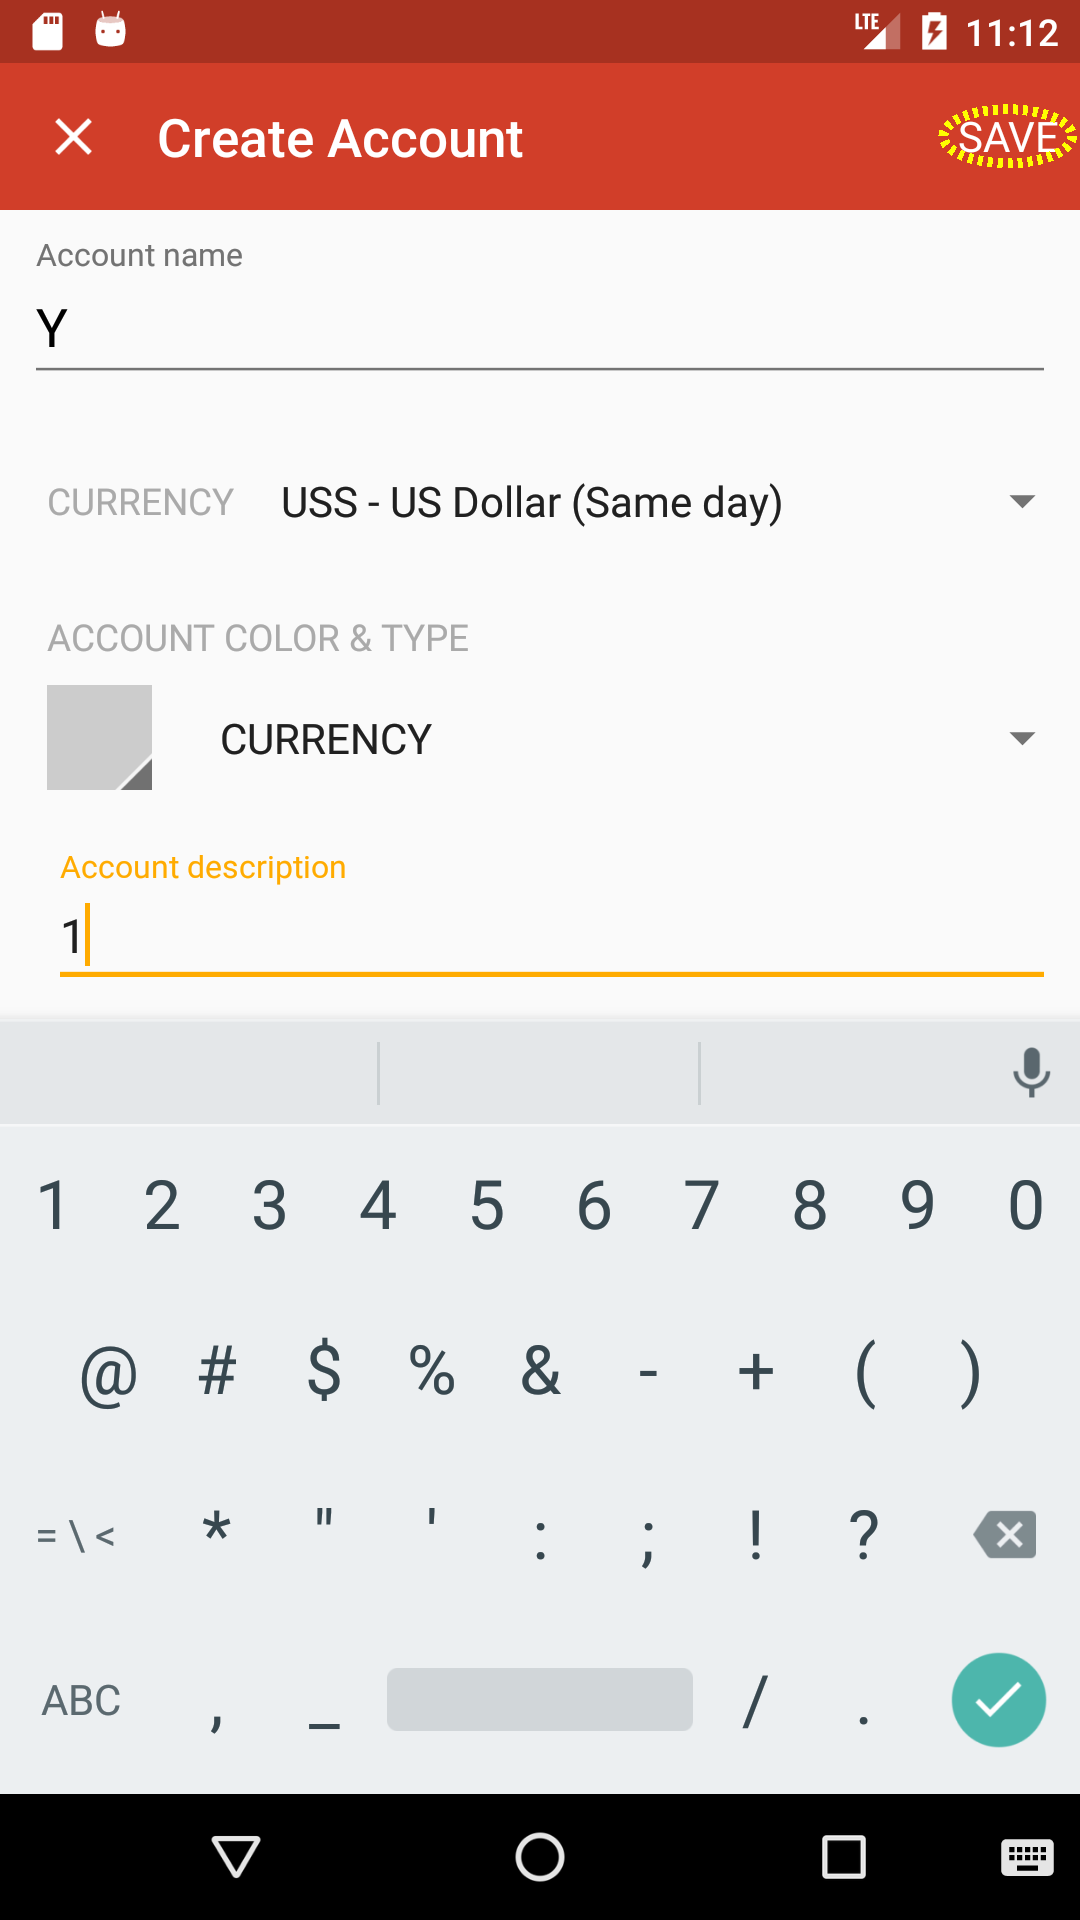 LTE 11:12
Create Account SAVE
Account name
Y
CURRENCY USS - US Dollar (Same day)
ACCOUNT COLOR & TYPE
CURRENCY
Account description
1
1 2 3 4 5 6 7 8 9 0
@ # $ % & - + ( )
= \ < * " ' : ; ! ?
ABC , _ / .